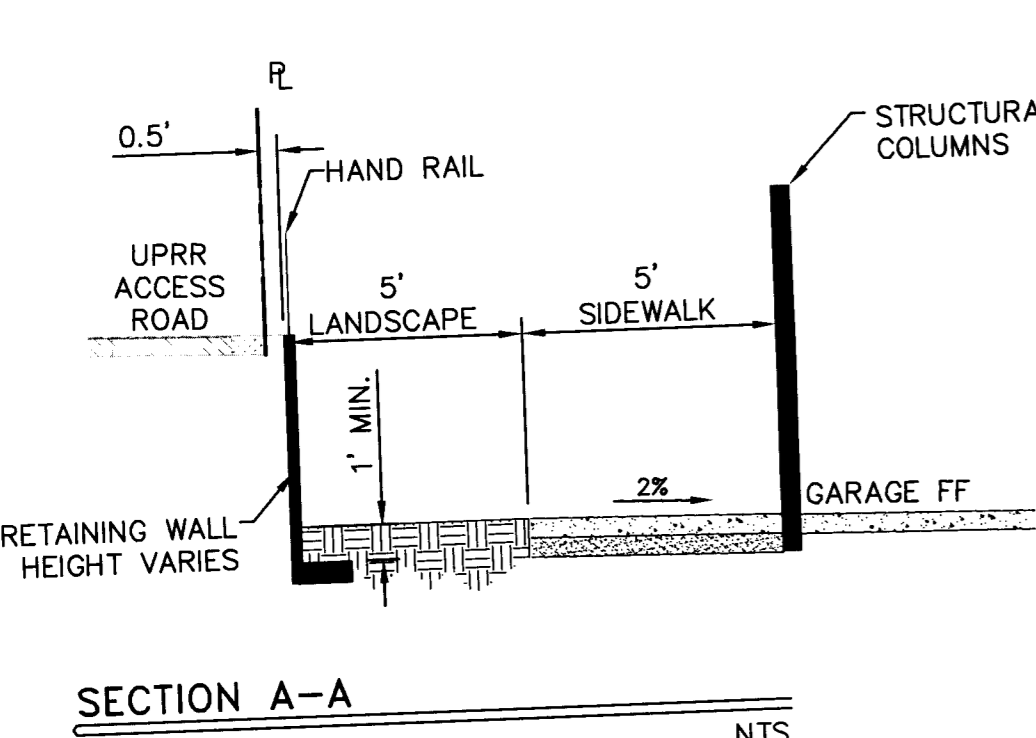 PL
0.5'
HAND RAIL
STRUCTURA
COLUMNS
UPRR
ACCESS
ROAD
5'
LANDSCAPE
5'
SIDEWALK
1' MIN.
2%
GARAGE FF
RETAINING WALL
HEIGHT VARIES
SECTION A-A
NTS